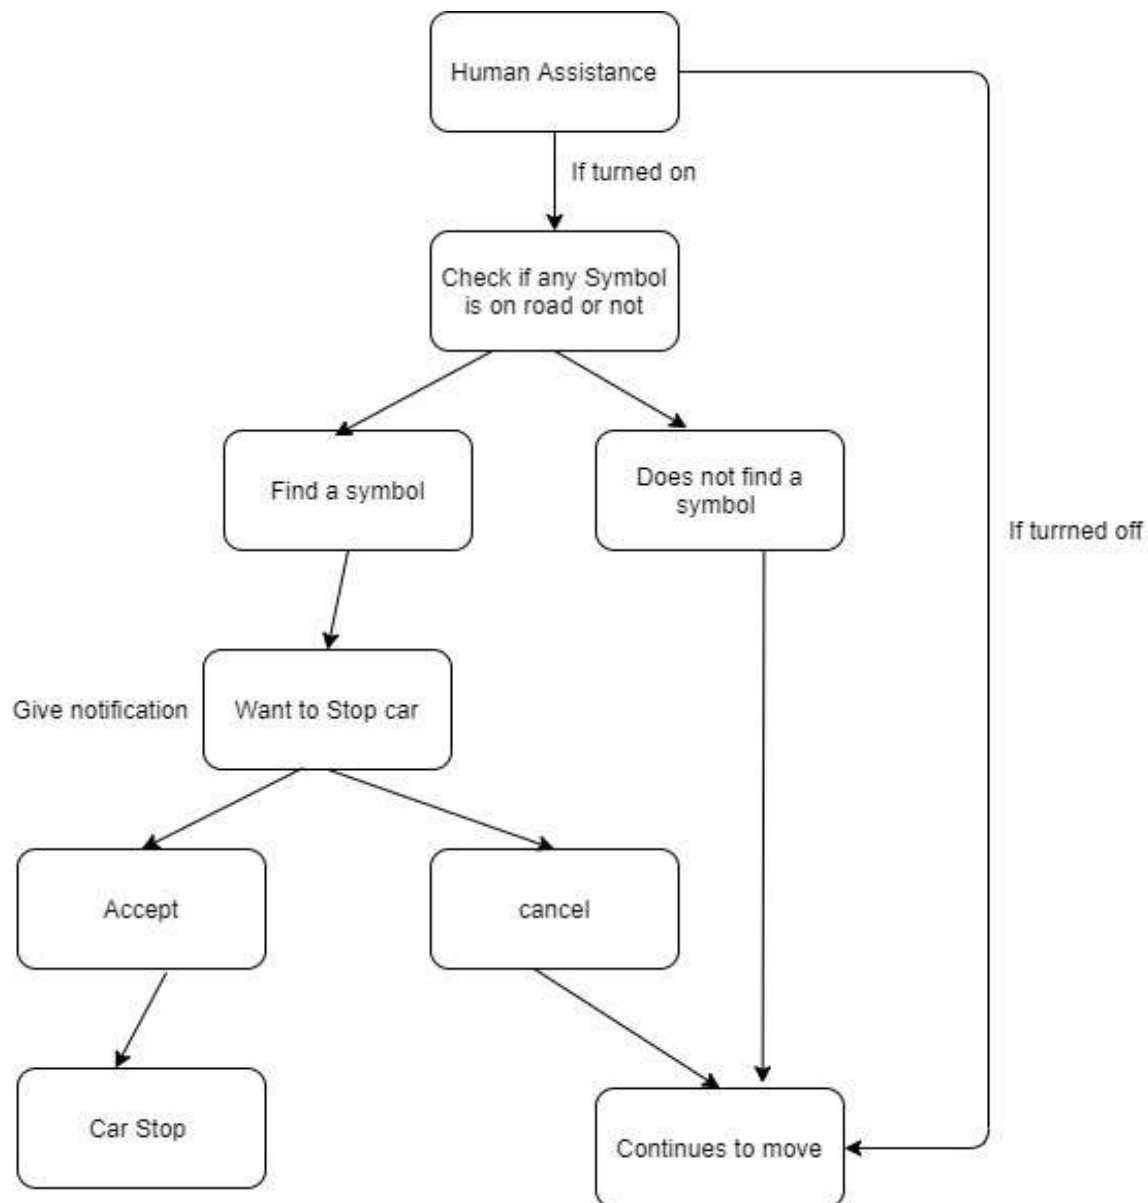 Human Assistance
If turned on
Check if any Symbol
is on road or not
Find a symbol
Does not find a
symbol
If turrned off
Give notification
Want to Stop car
Accept
cancel
Car Stop
Continues to move